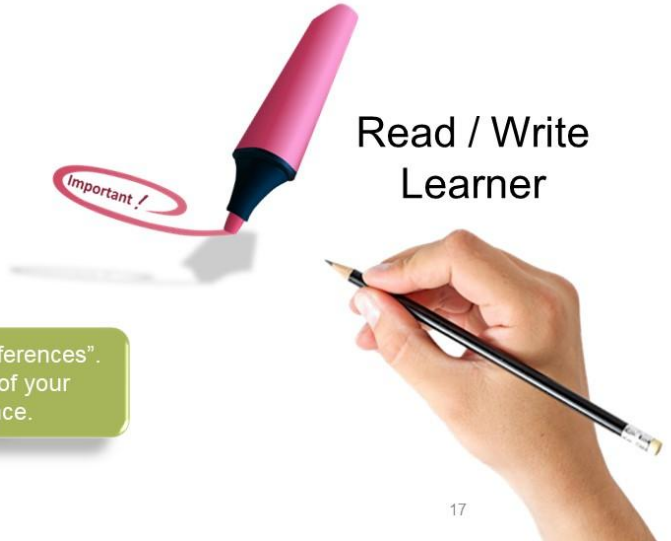 Read / Write
Learner
Important !
ferences”.
of your
ce.
17